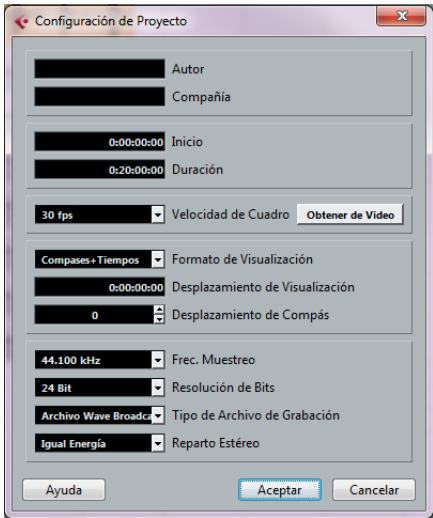 Configuración de Proyecto
Autor
Compañía
0:00:00:00 Inicio
0:20:00:00 Duración
30 fps Velocidad de Cuadro Obtener de Video
Compases+Tiempos Formato de Visualización
0:00:00:00 Desplazamiento de Visualización
0 Desplazamiento de Compás
44.100 kHz Frec. Muestreo
24 Bit Resolución de Bits
Archivo Wave Broadca Tipo de Archivo de Grabación
Igual Energía Reparto Estéreo
Ayuda Aceptar Cancelar